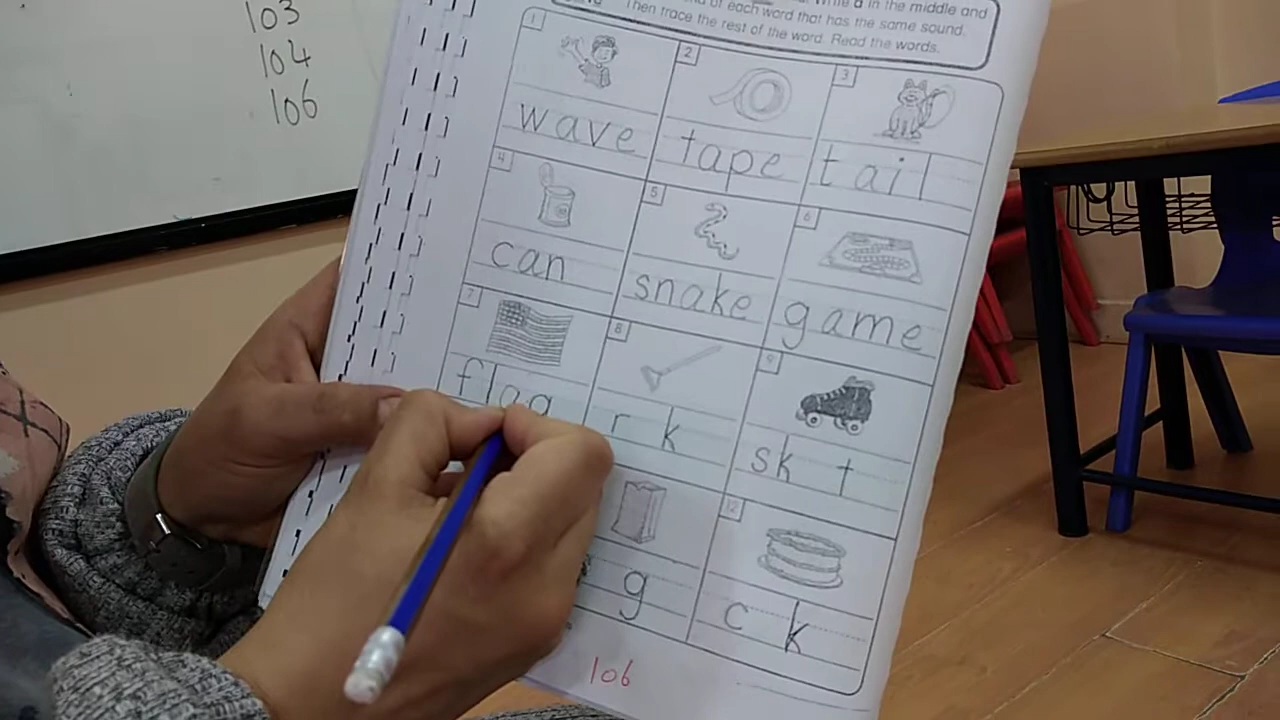 103
104
106
Write a in the middle and
of each word that has the same sound.
Then trace the rest of the word. Read the words.
1
2
3
wave
tape
tail
4
5
6
can
snake
game
7
8
9
flag
r k
sk t
12
g
c k
106